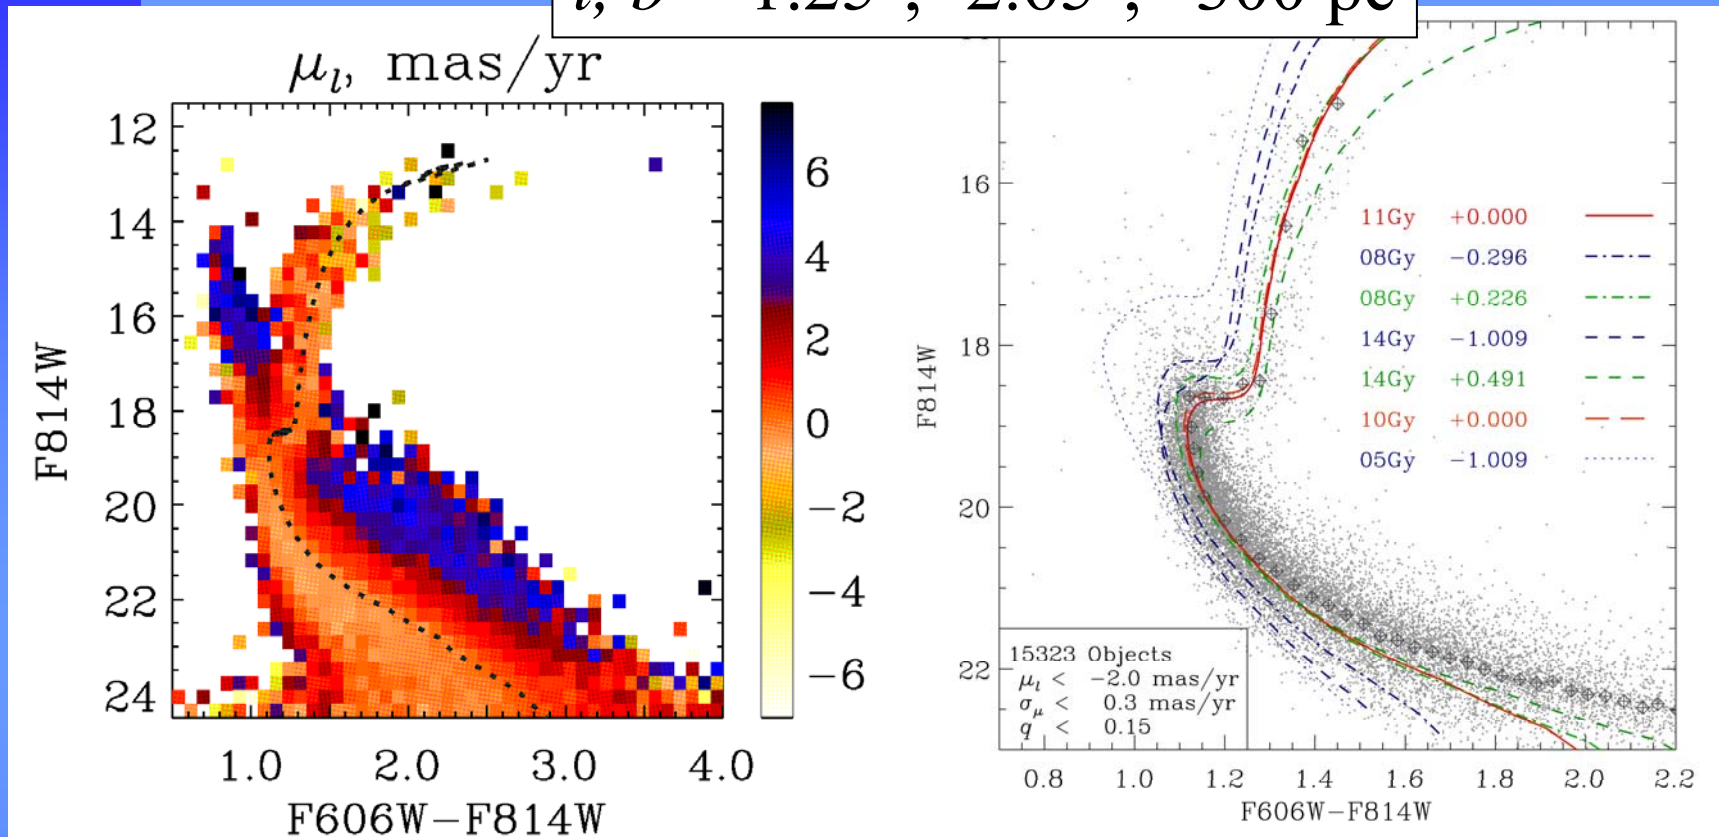 μl, mas/yr
12
14
16
18
20
22
24
F814W
1.0 2.0 3.0 4.0
F606W−F814W
6
4
2
0
−2
−4
−6
16
18
20
22
F814W
11Gy +0.000
08Gy −0.296
08Gy +0.226
14Gy −1.009
14Gy +0.491
10Gy +0.000
05Gy −1.009
15323 Objects
μl < −2.0 mas/yr
σμ < 0.3 mas/yr
q < 0.15
0.8 1.0 1.2 1.4 1.6 1.8 2.0 2.2
F606W−F814W